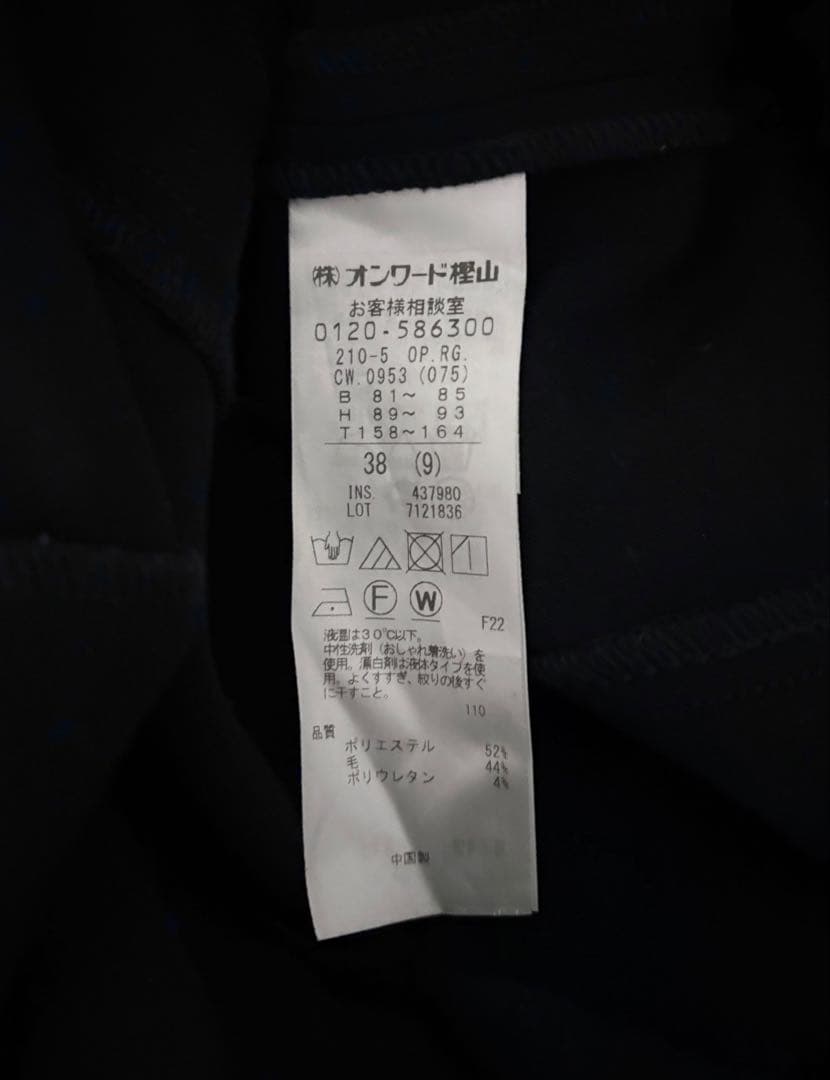 ㈱オンワード樫山
お客様相談室
0120-586300
210-5 OP.RG.
CW.0953(075)
B 81～ 85
H 89～ 93
T158～164
38 (9)
INS. 437980
LOT 7121836
F W
F22
液温は30℃以下。
中性洗剤(おしゃれ着洗い)を
使用。漂白剤は液体タイプを使
用。よくすすぎ、絞りの後すぐ
に干すこと。
110
品質
ポリエステル 52%
毛 44%
ポリウレタン 4%
中国製